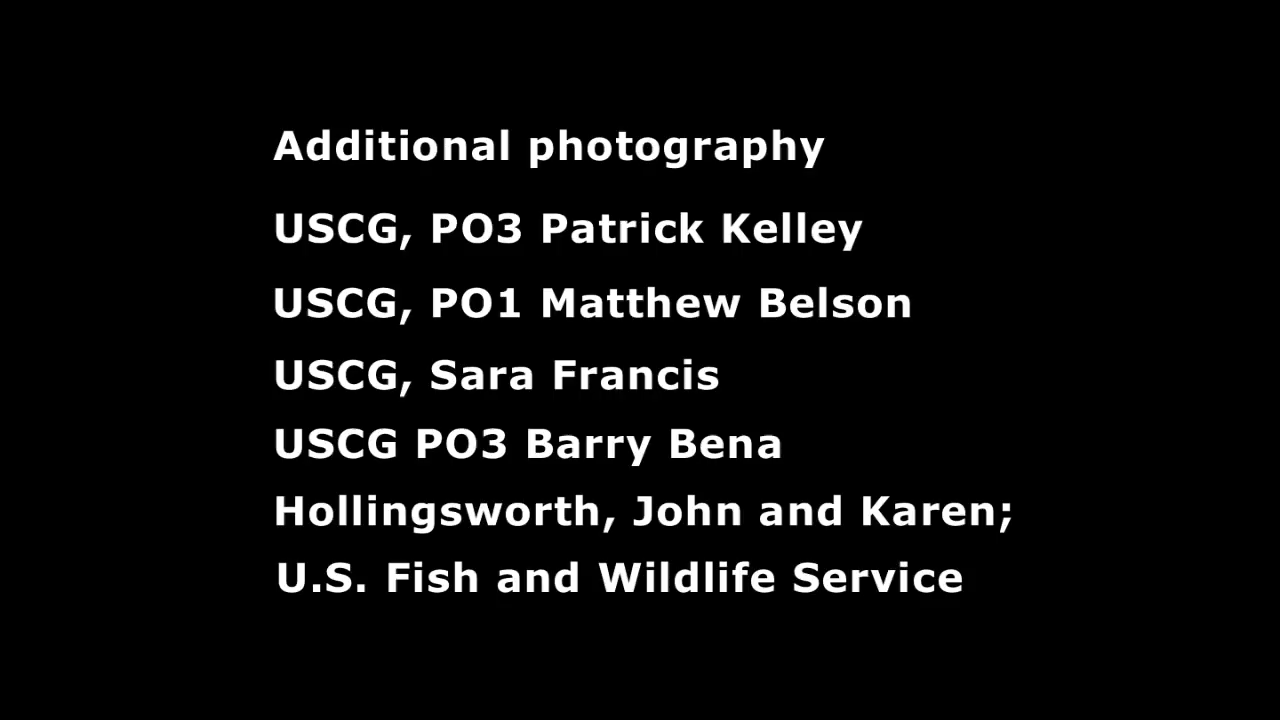 Additional photography
USCG, PO3 Patrick Kelley
USCG, PO1 Matthew Belson
USCG, Sara Francis
USCG PO3 Barry Bena
Hollingsworth, John and Karen;
U.S. Fish and Wildlife Service